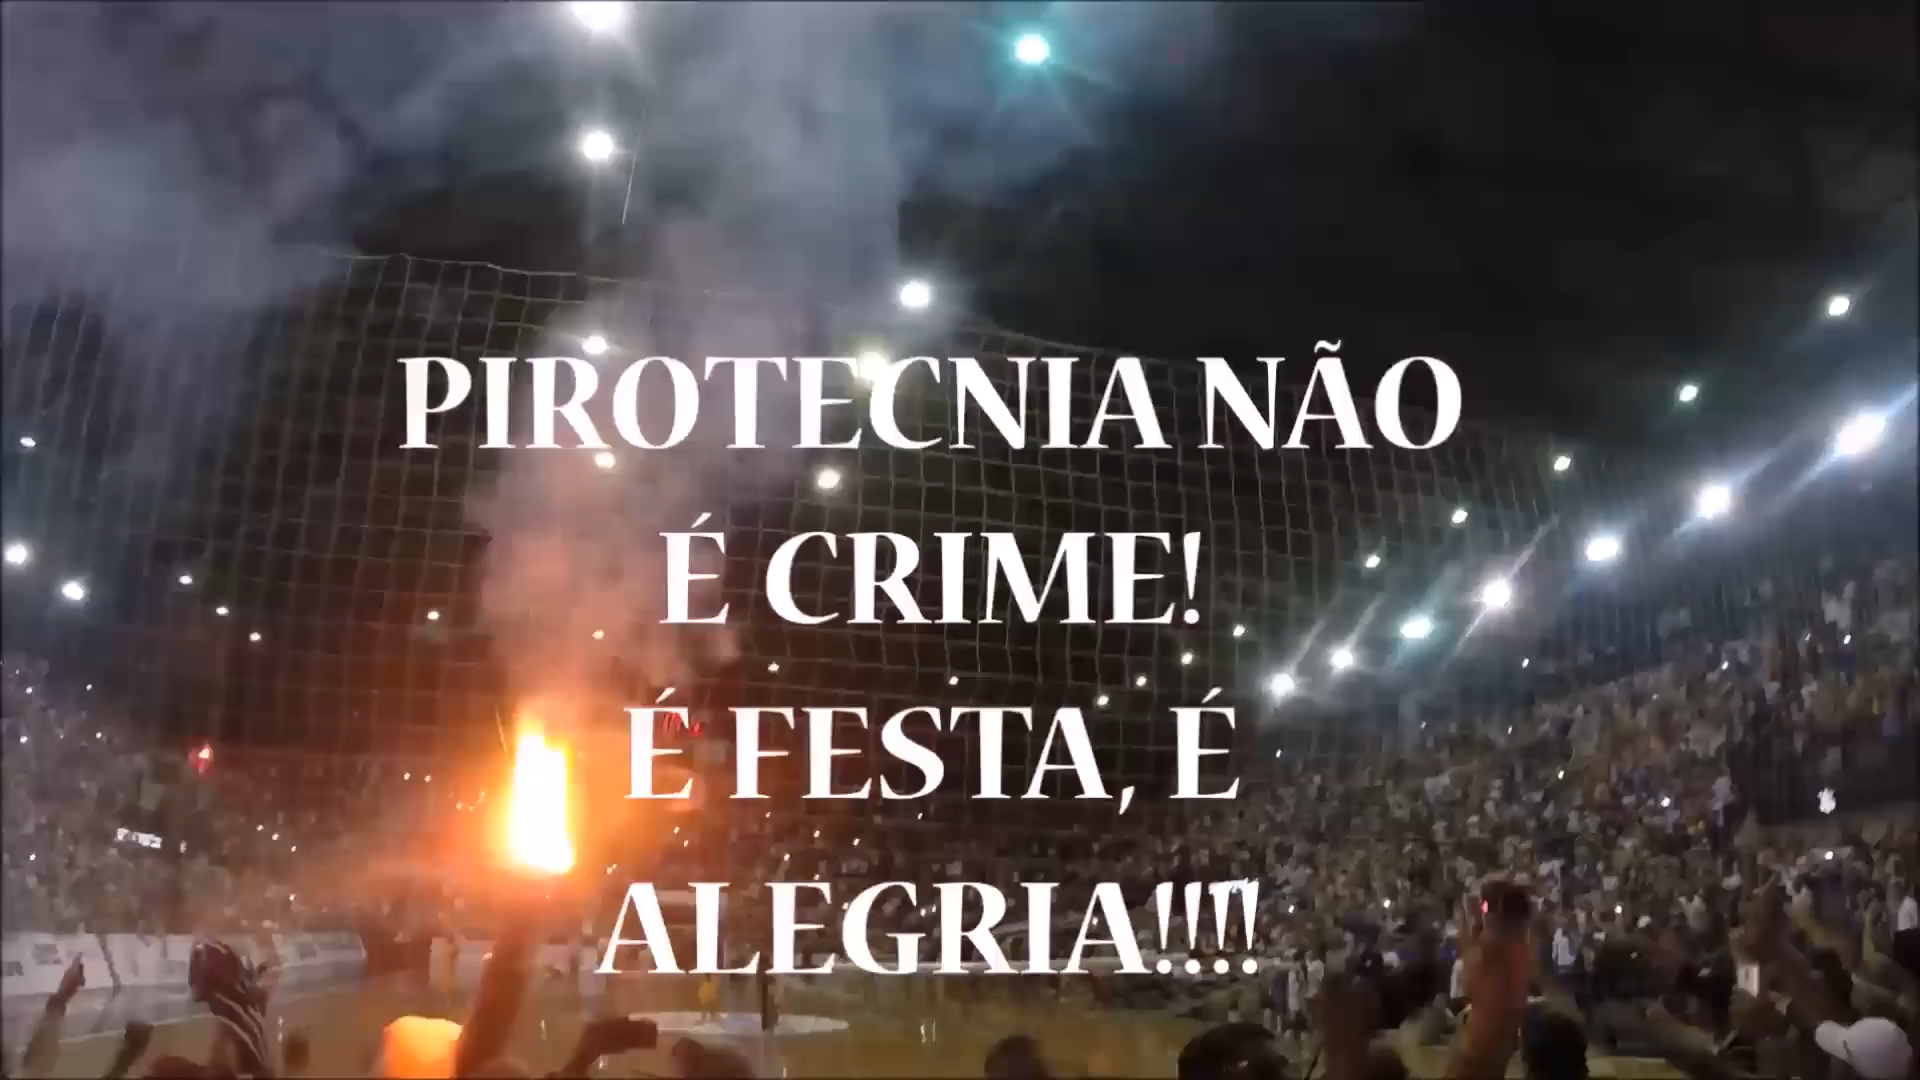 PIROTECNIA NÃO
É CRIME!
É FESTA, É
ALEGRIA!!!!